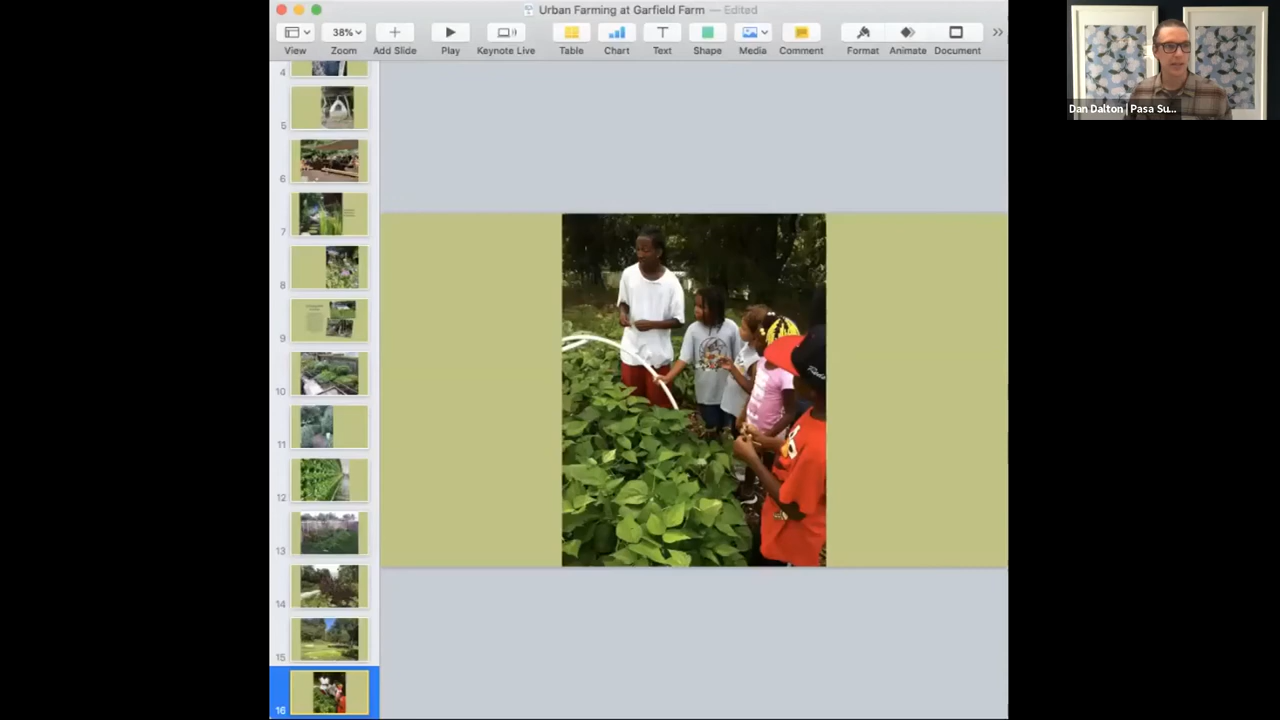 Urban Farming at Garfield Farm — Edited
38%
View
Zoom
Add Slide
Play
Keynote Live
Table
Chart
Text
Shape
Media
Comment
Format
Animate
Document
Dan Dalton | Pasa Su...
4
5
6
7
8
9
10
11
12
13
14
15
16